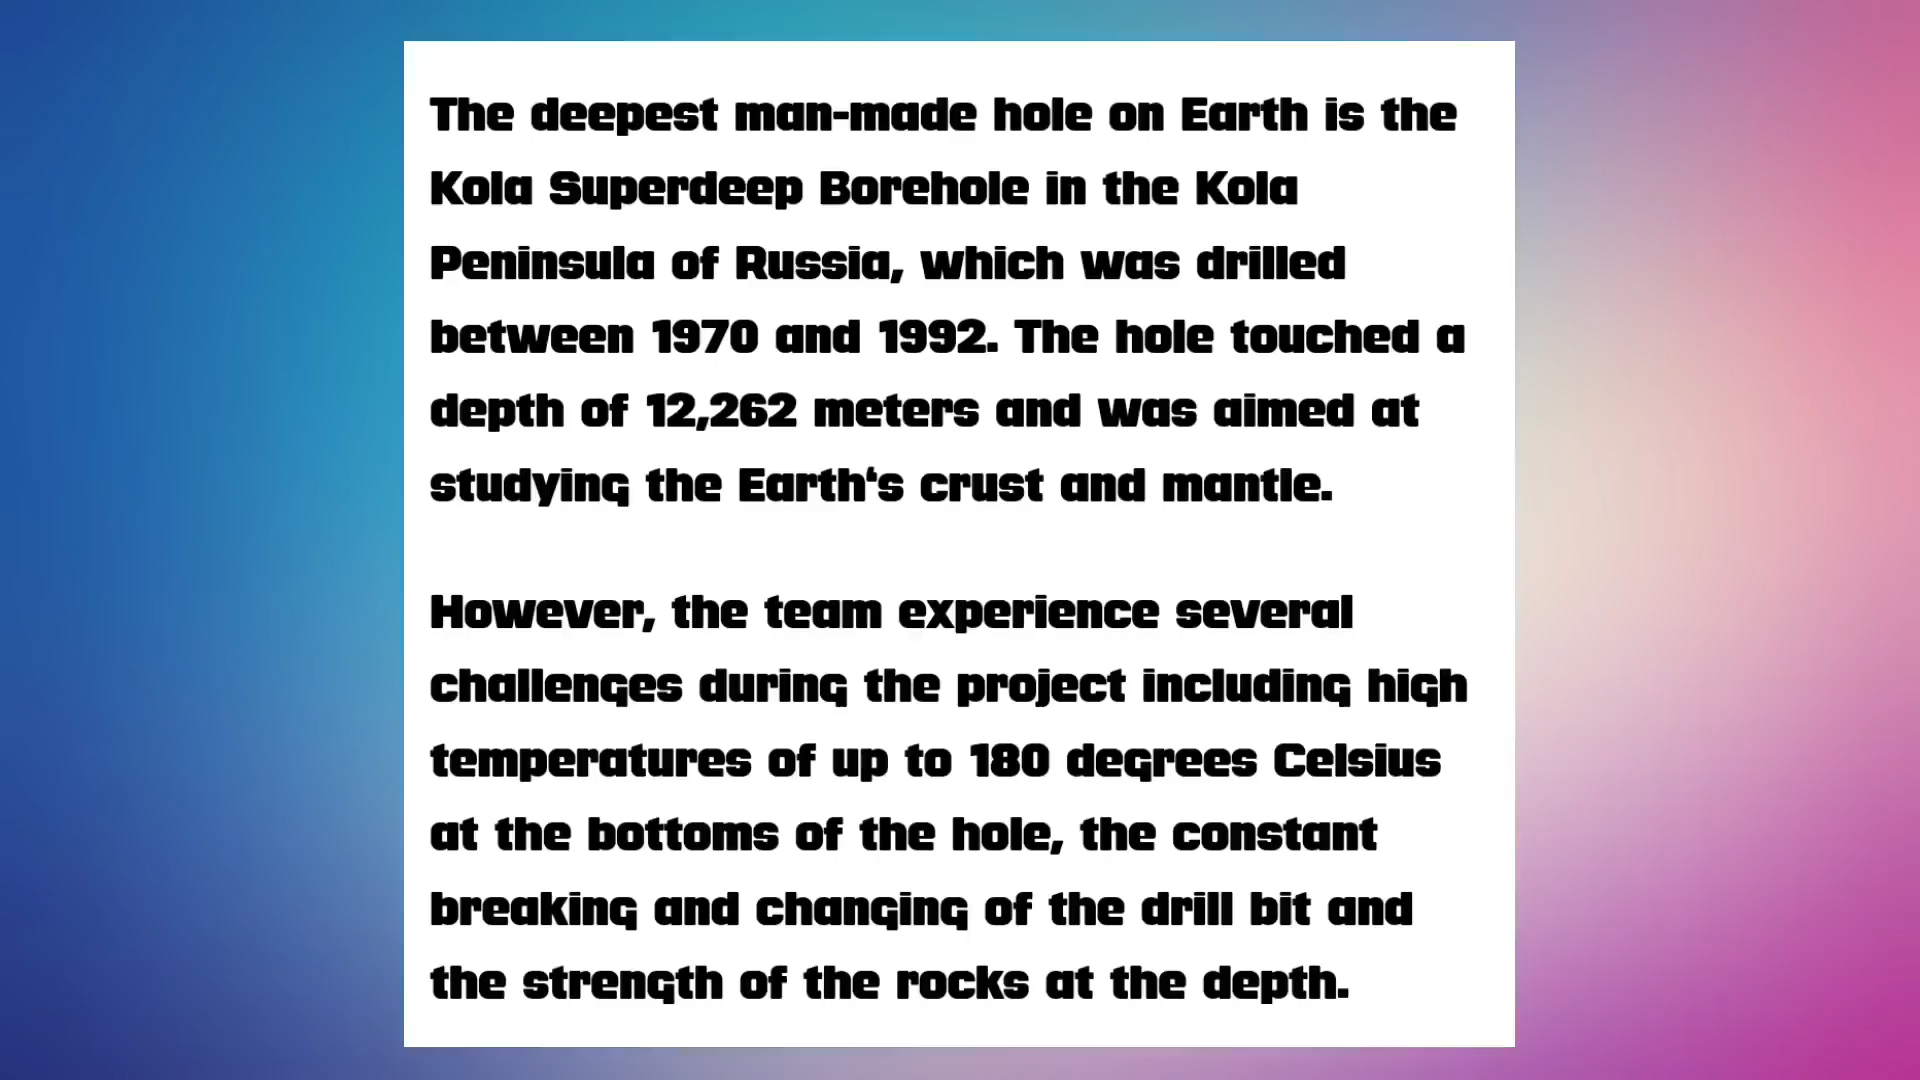 The deepest man-made hole on Earth is the
Kola Superdeep Borehole in the Kola
Peninsula of Russia, which was drilled
between 1970 and 1992. The hole touched a
depth of 12,262 meters and was aimed at
studying the Earth‘s crust and mantle.
However, the team experience several
challenges during the project including high
temperatures of up to 180 degrees Celsius
at the bottoms of the hole, the constant
breaking and changing of the drill bit and
the strength of the rocks at the depth.